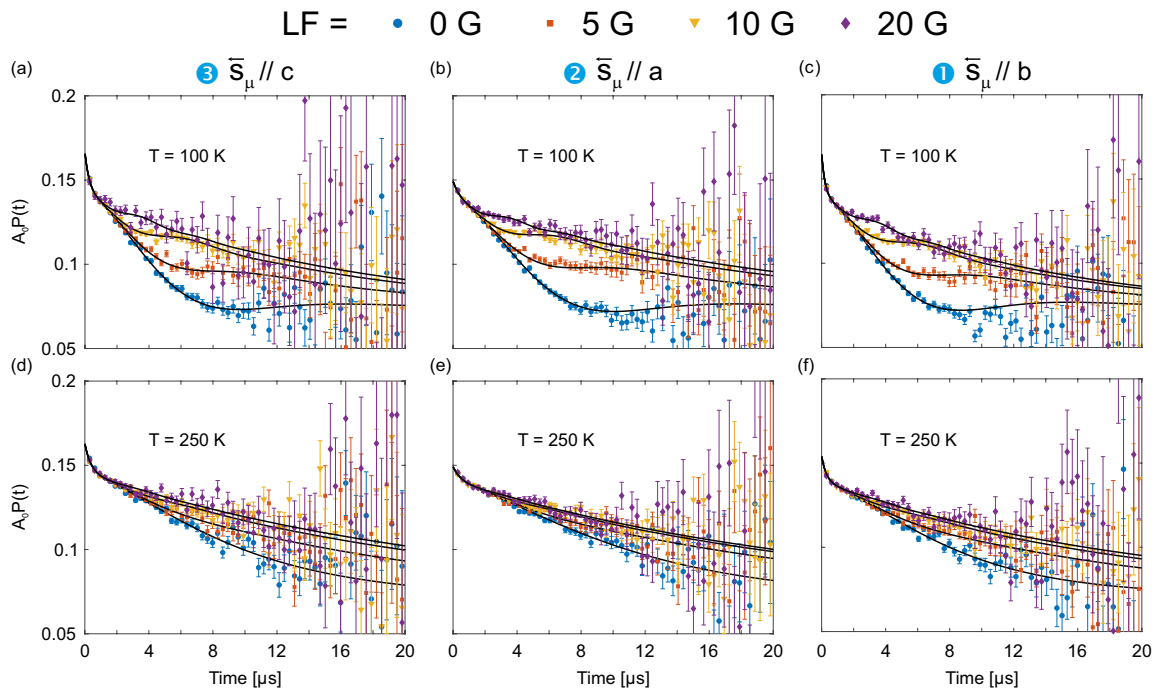 LF = 0 G 5 G 10 G 20 G
(a) 3 s⃖μ // c (b) 2 s⃖μ // a (c) 1 s⃖μ // b
0.2
0.15
0.1
0.05
A₀P(t)
T = 100 K
T = 100 K
T = 100 K
(d) (e) (f)
0.2
0.15
0.1
0.05
A₀P(t)
T = 250 K
T = 250 K
T = 250 K
0 4 8 12 16 20 0 4 8 12 16 20 0 4 8 12 16 20
Time [μs] Time [μs] Time [μs]